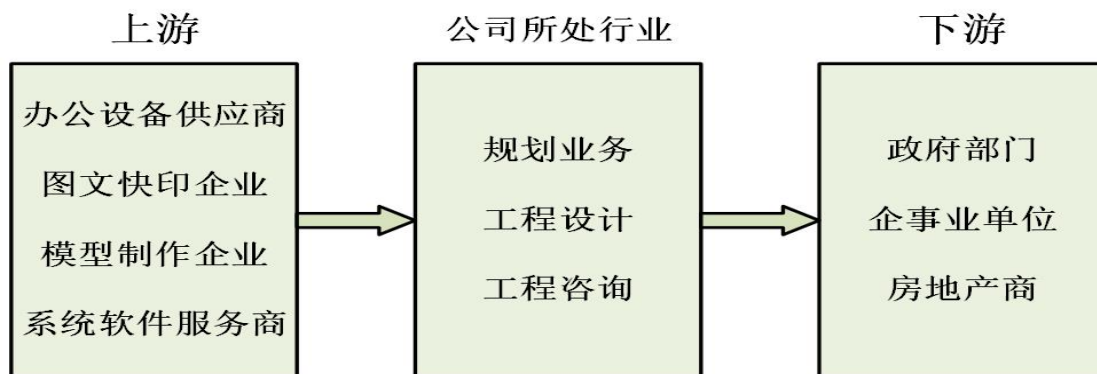 上游
办公设备供应商
图文快印企业
模型制作企业
系统软件服务商
公司所处行业
规划业务
工程设计
工程咨询
下游
政府部门
企事业单位
房地产商